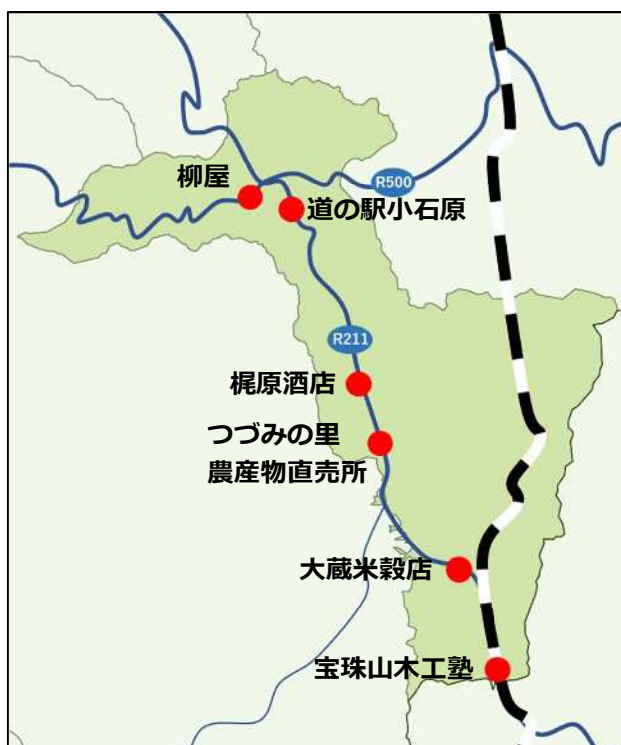 柳屋
R500
道の駅小石原
R211
梶原酒店
つづみの里
農産物直売所
大蔵米穀店
宝珠山木工塾